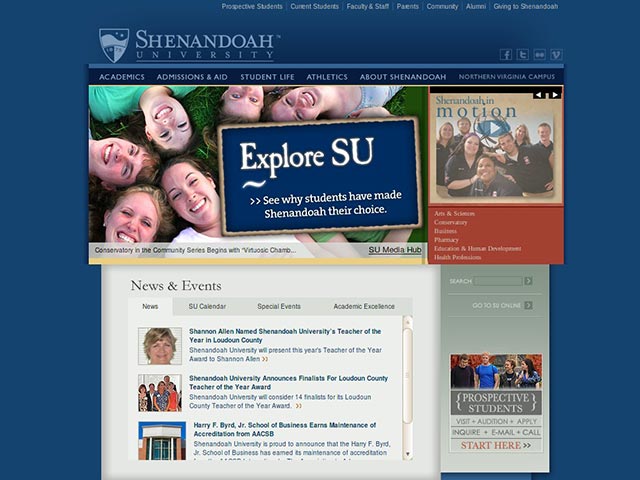 Prospective Students | Current Students | Faculty & Staff | Parents | Community | Alumni | Giving to Shenandoah
SHENANDOAH™
UNIVERSITY
ACADEMICS ADMISSIONS & AID STUDENT LIFE ATHLETICS ABOUT SHENANDOAH NORTHERN VIRGINIA CAMPUS
Shenandoah in
motion
Explore SU
>> See why students have made
Shenandoah their choice.
Conservatory in the Community Series Begins with "Virtuosic Chamb...
SU Media Hub
Arts & Sciences
Conservatory
Business
Pharmacy
Education & Human Development
Health Professions
News & Events
News SU Calendar Special Events Academic Excellence
Shannon Allen Named Shenandoah University's Teacher of the
Year in Loudoun County
Shenandoah University will present this year's Teacher of the Year
Award to Shannon Allen »
Shenandoah University Announces Finalists For Loudoun County
Teacher of the Year Award
Shenandoah University will consider 14 finalists for its Loudoun
County Teacher of the Year Award. »
Harry F. Byrd, Jr. School of Business Earns Maintenance of
Accreditation from AACSB
Shenandoah University is proud to announce that the Harry F. Byrd,
Jr. School of Business has earned its maintenance of accreditation
SEARCH
GO TO SU ONLINE
{PROSPECTIVE
STUDENTS}
VISIT • AUDITION • APPLY
INQUIRE • E-MAIL • CALL
START HERE >>